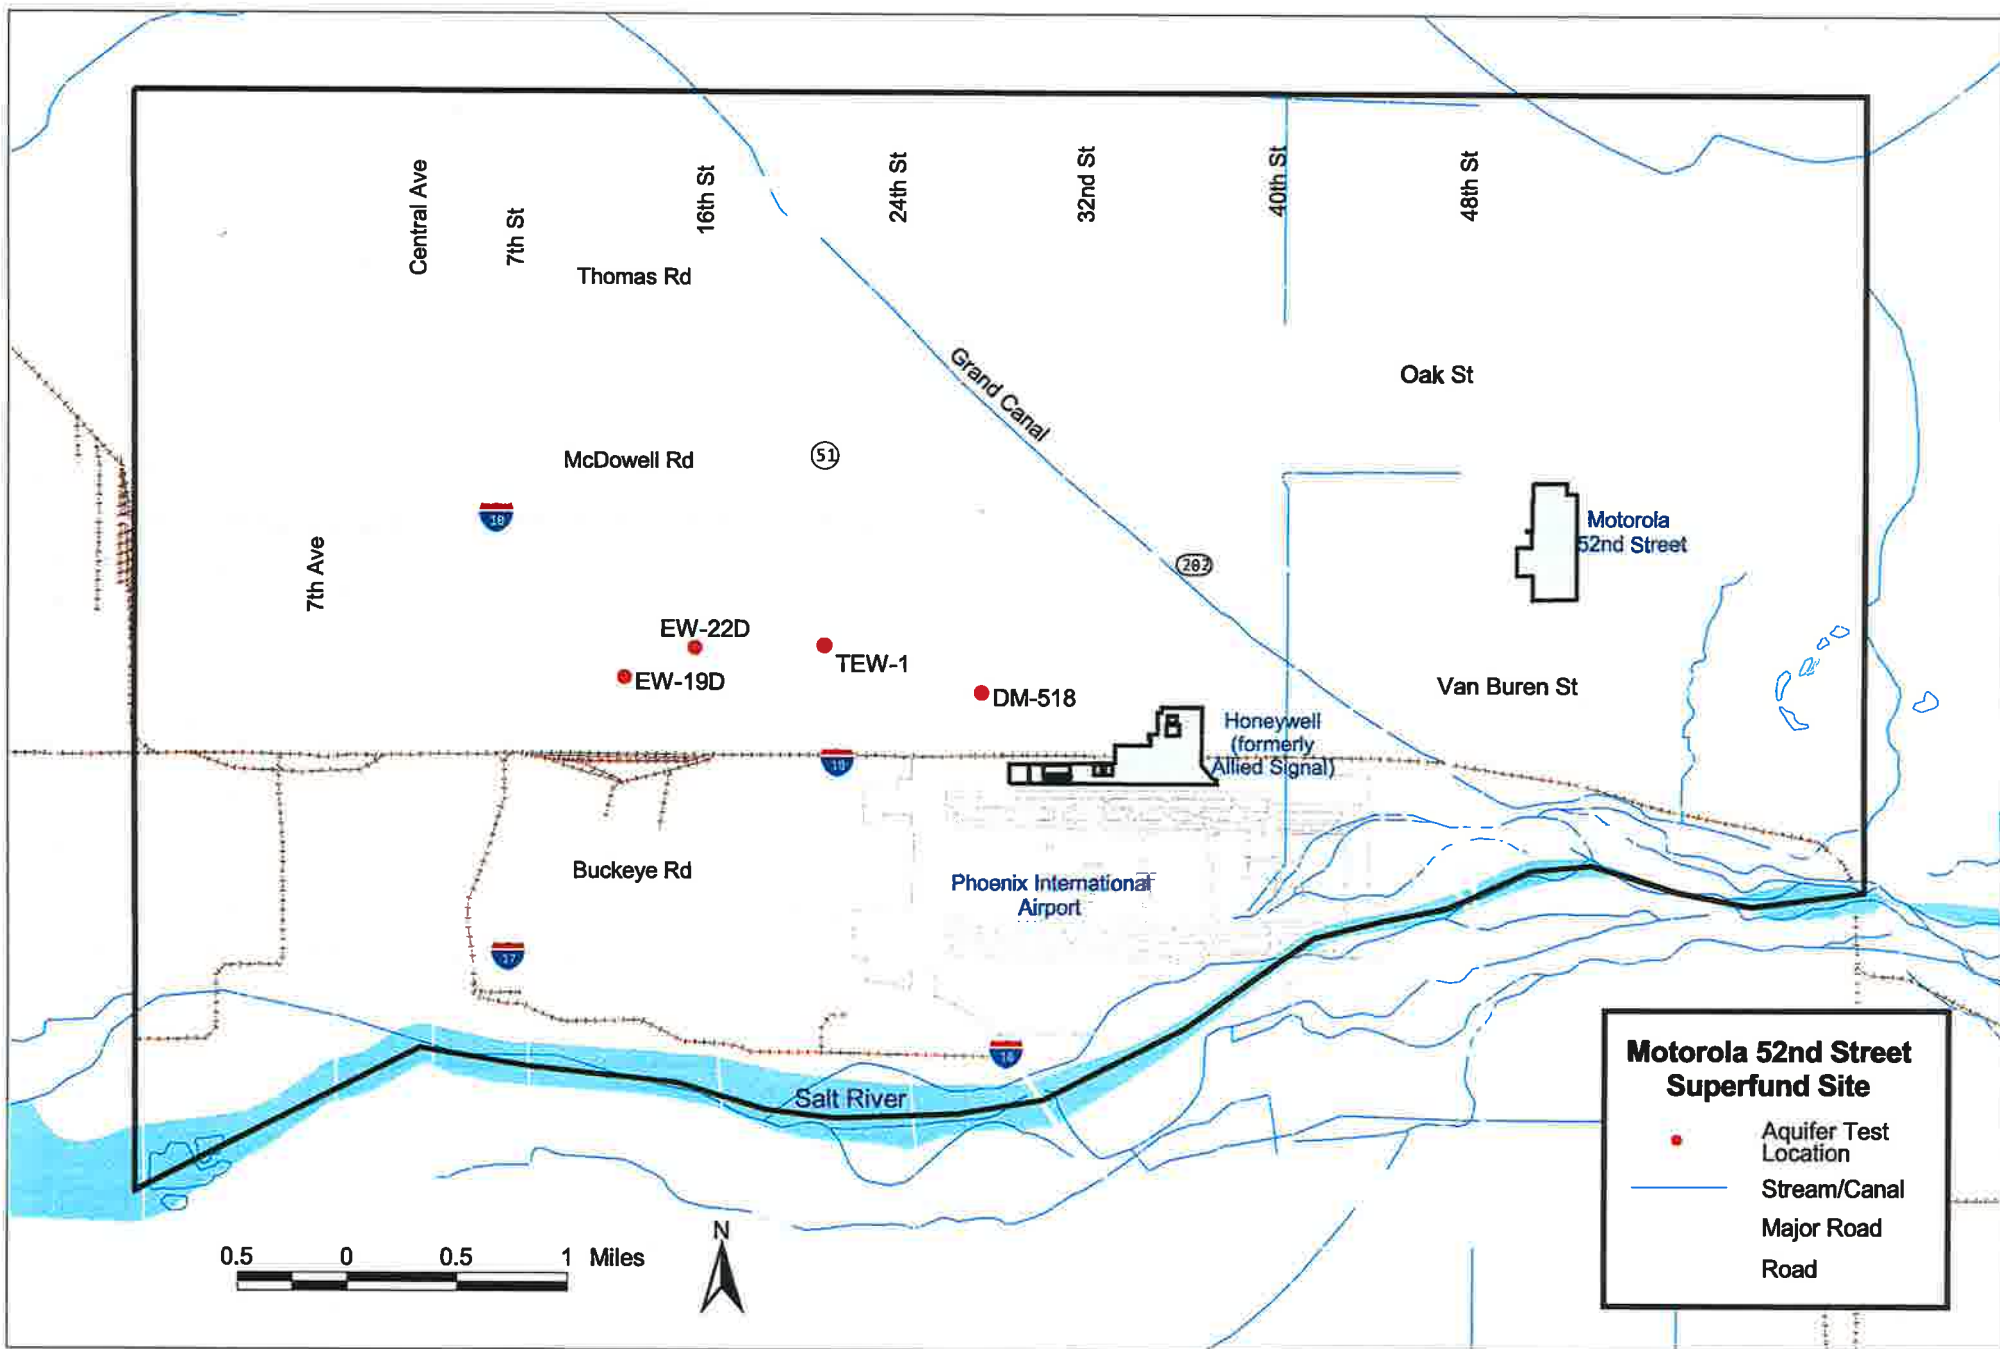 Central Ave
7th St
16th St
24th St
32nd St
40th St
48th St
Thomas Rd
Grand Canal
Oak St
McDowell Rd
51
10
Motorola
52nd Street
202
7th Ave
EW-22D
TEW-1
EW-19D
DM-518
Van Buren St
Honeywell
(formerly
Allied Signal)
10
Buckeye Rd
Phoenix International
Airport
17
Salt River
N
0.5 0 0.5 1 Miles
Motorola 52nd Street
Superfund Site
Aquifer Test
Location
Stream/Canal
Major Road
Road